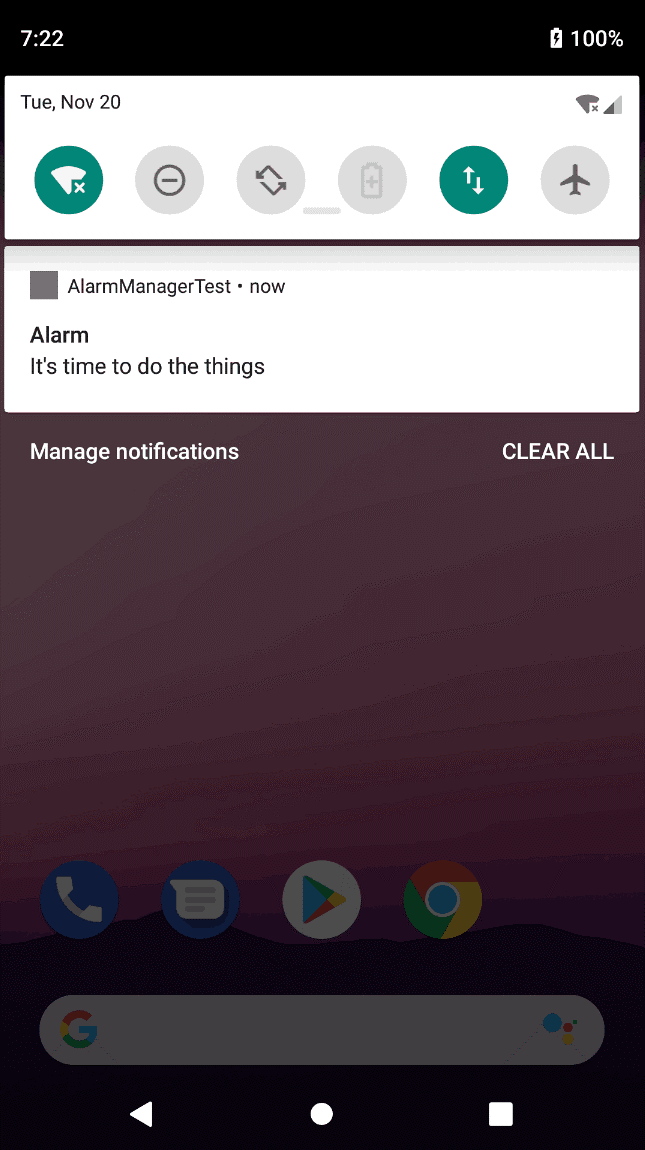 7:22 100%
Tue, Nov 20
AlarmManagerTest • now
Alarm
It's time to do the things
Manage notifications CLEAR ALL